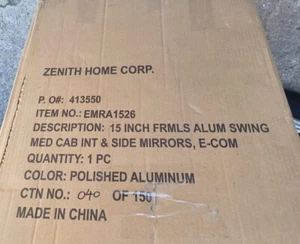 ZENITH HOME CORP.
P. O#: 413550
ITEM NO.: EMRA1526
DESCRIPTION: 15 INCH FRMLS ALUM SWING
MED CAB INT & SIDE MIRRORS, E-COM
QUANTITY: 1 PC
COLOR: POLISHED ALUMINUM
CTN NO.: 040 OF 150
MADE IN CHINA